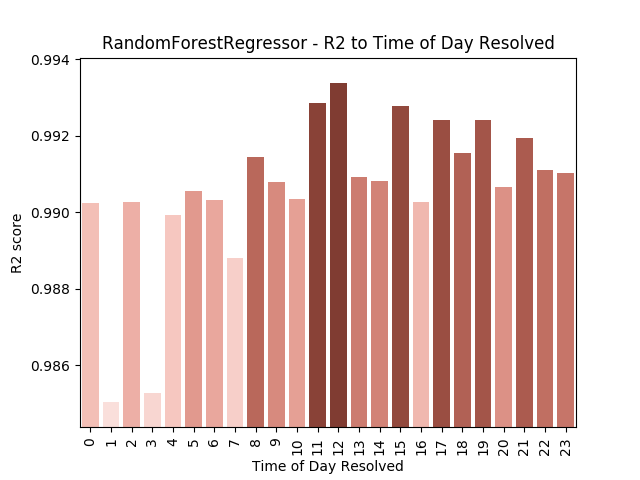 RandomForestRegressor - R2 to Time of Day Resolved
0.994
0.992
0.990
0.988
0.986
R2 score
0 1 2 3 4 5 6 7 8 9 10 11 12 13 14 15 16 17 18 19 20 21 22 23
Time of Day Resolved